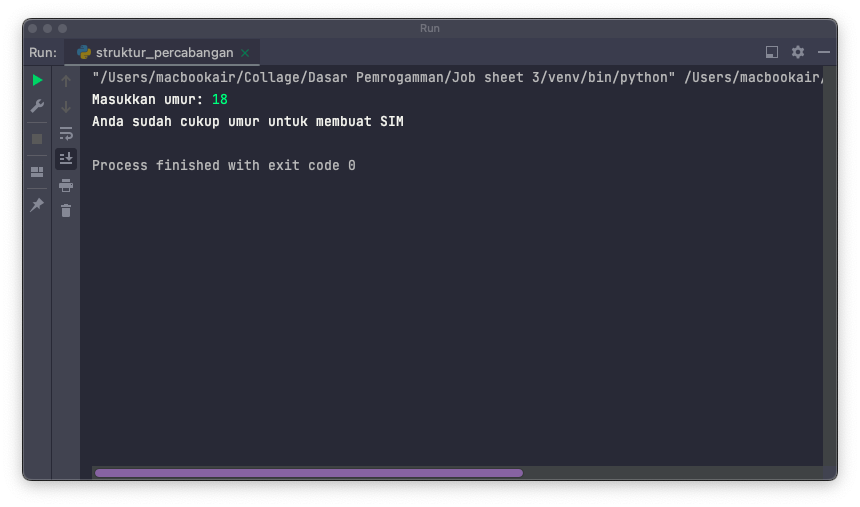 Run
Run: struktur_percabangan
"/Users/macbookair/Collage/Dasar Pemrogamman/Job sheet 3/venv/bin/python" /Users/macbookair/
Masukkan umur: 18
Anda sudah cukup umur untuk membuat SIM
Process finished with exit code 0